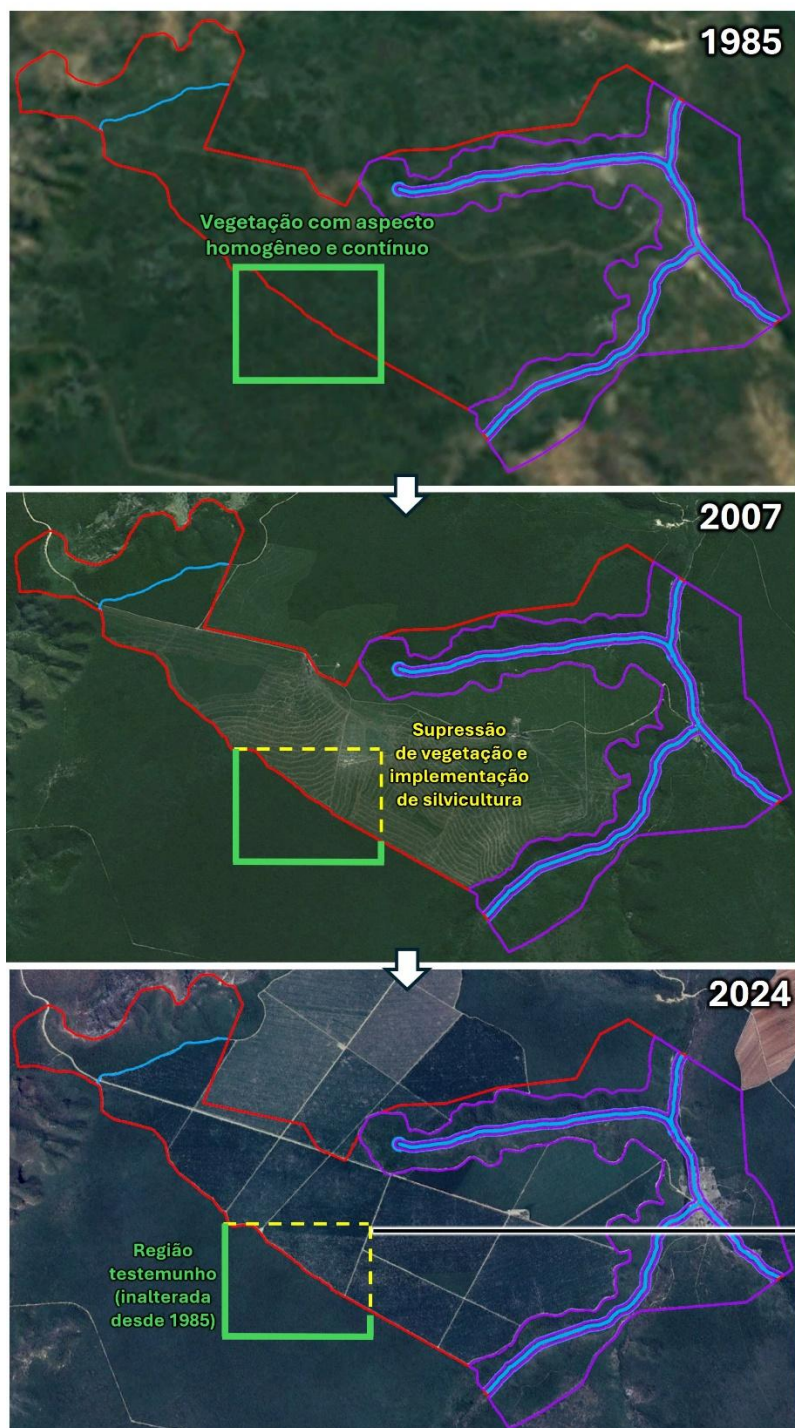 1985
Vegetação com aspecto
homogêneo e contínuo
2007
Supressão
de vegetação e
implementação
de silvicultura
2024
Região
testemunho
(inalterada
desde 1985)